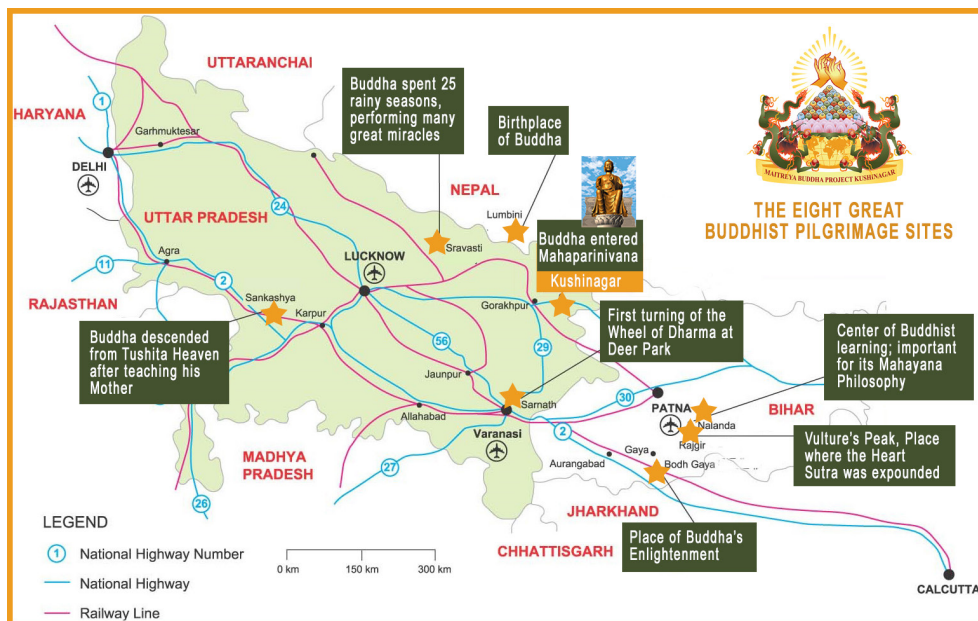 UTTARANCHAI
HARYANA
1
Garhmuktesar
DELHI
Buddha spent 25
rainy seasons,
performing many
great miracles
Birthplace
of Buddha
NEPAL
MAITREYA BUDDHA PROJECT KUSHINAGAR
THE EIGHT GREAT
BUDDHIST PILGRIMAGE SITES
UTTAR PRADESH
24
Lumbini
Sravasti
Buddha entered
Mahaparinivana
Kushinagar
Agra
11
2
LUCKNOW
RAJASTHAN
Sankashya
Karpur
Gorakhpur
Buddha descended
from Tushita Heaven
after teaching his
Mother
56
29
First turning of the
Wheel of Dharma at
Deer Park
Center of Buddhist
learning; important
for its Mahayana
Philosophy
Jaunpur
Allahabad
Sarnath
Varanasi
30
PATNA
Naianda
BIHAR
Rajgir
Vulture's Peak, Place
where the Heart
Sutra was expounded
MADHYA
PRADESH
27
2
Gaya
Aurangabad
Bodh Gaya
26
JHARKHAND
CHHATTISGARH
Place of Buddha's
Enlightenment
CALCUTTA
LEGEND
1 National Highway Number
National Highway
Railway Line
0 km 150 km 300 km